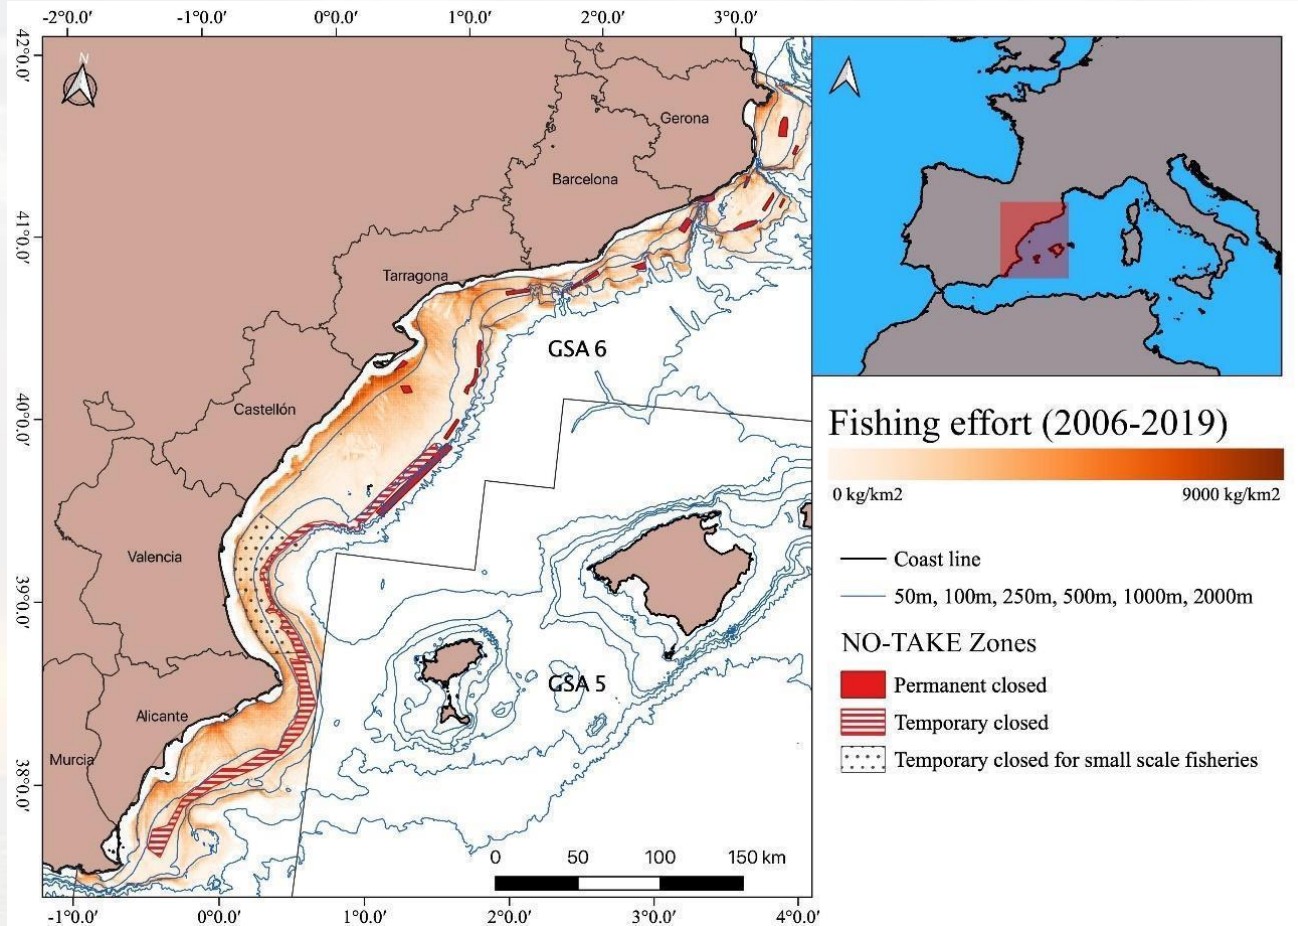 -2°0.0' -1°0.0' 0°0.0' 1°0.0' 2°0.0' 3°0.0'
42°0.0'
41°0.0'
40°0.0'
39°0.0'
38°0.0'
N
Gerona
Barcelona
Tarragona
GSA 6
Castellón
Valencia
GSA 5
Alicante
Murcia
0 50 100 150 km
-1°0.0' 0°0.0' 1°0.0' 2°0.0' 3°0.0' 4°0.0'
Fishing effort (2006-2019)
0 kg/km2 9000 kg/km2
Coast line
50m, 100m, 250m, 500m, 1000m, 2000m
NO-TAKE Zones
Permanent closed
Temporary closed
Temporary closed for small scale fisheries